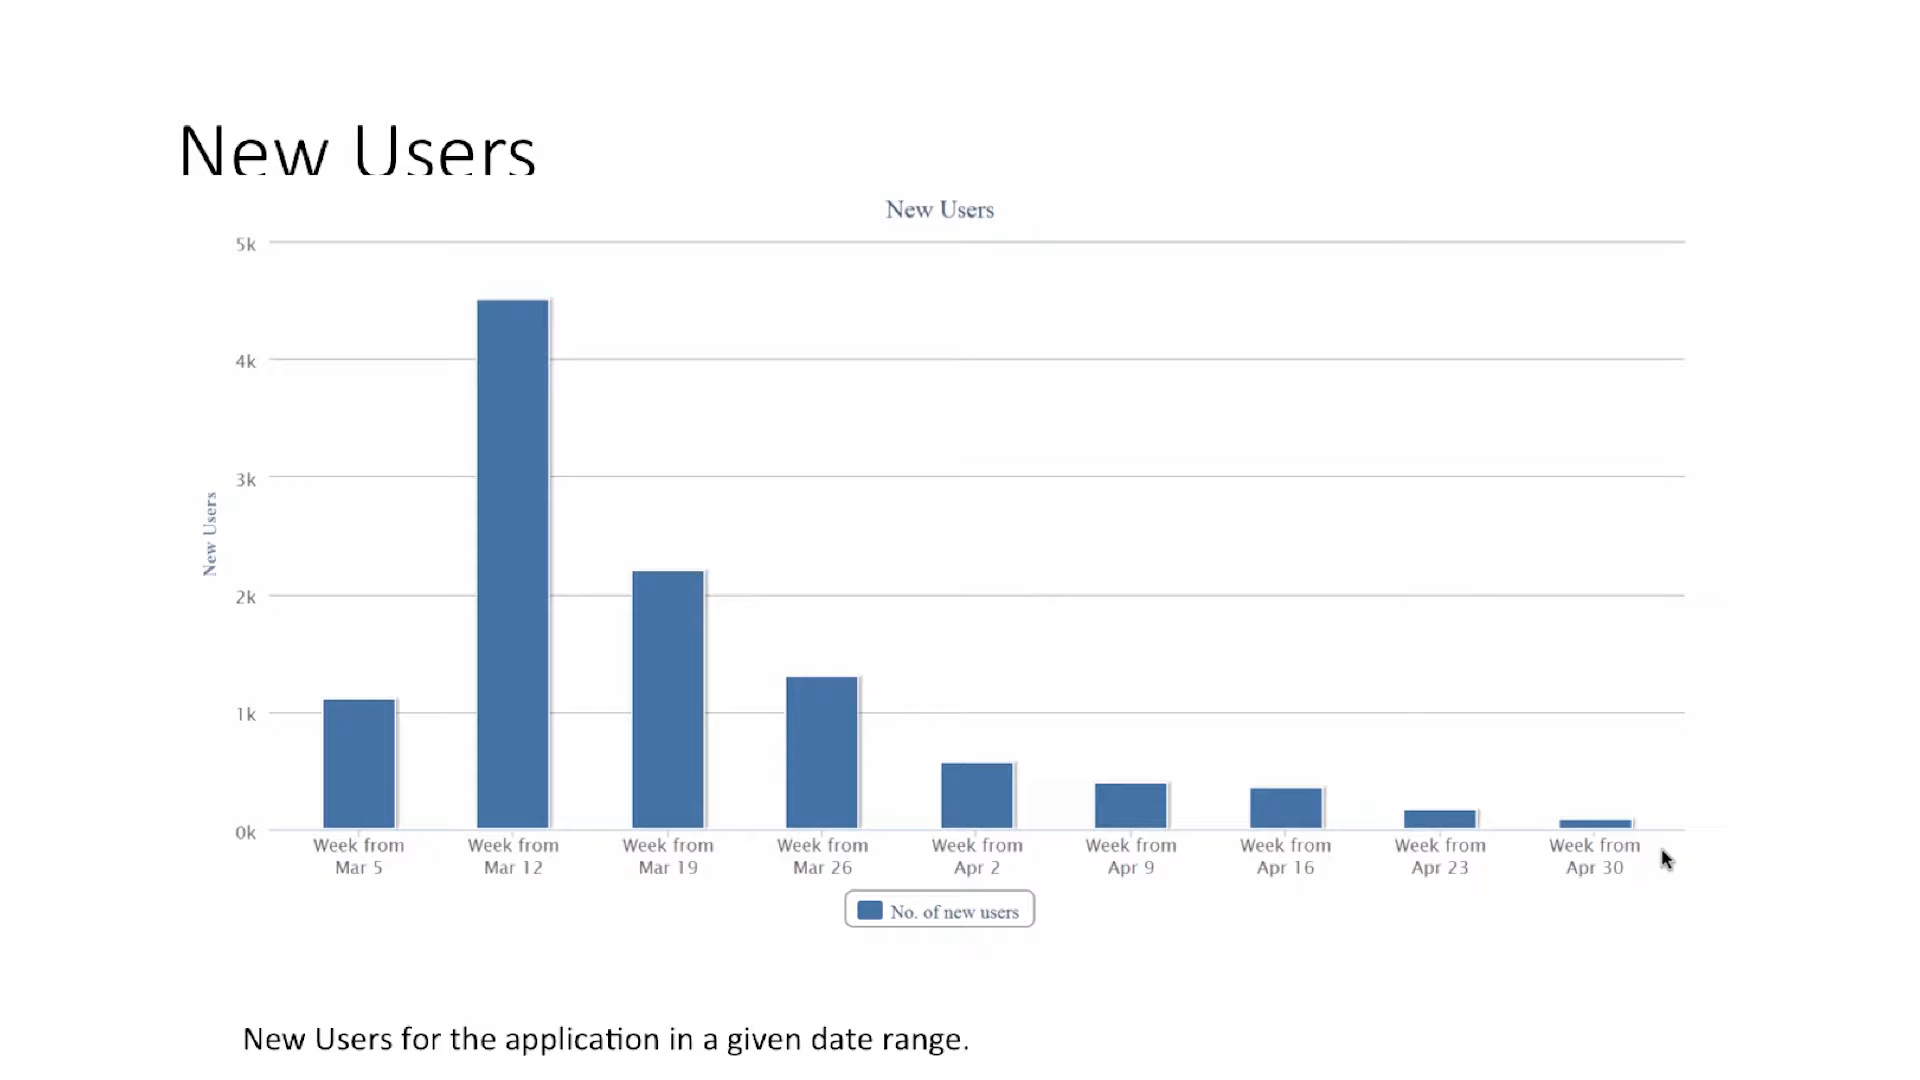 New Users
New Users
5k
4k
3k
2k
1k
0k
New Users
Week from
Mar 5
Week from
Mar 12
Week from
Mar 19
Week from
Mar 26
Week from
Apr 2
Week from
Apr 9
Week from
Apr 16
Week from
Apr 23
Week from
Apr 30
No. of new users
New Users for the application in a given date range.